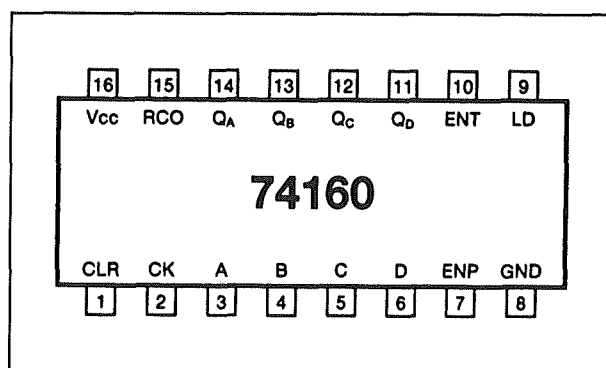 16 15 14 13 12 11 10 9
Vcc RCO QA QB QC QD ENT LD
74160
CLR CK A B C D ENP GND
1 2 3 4 5 6 7 8